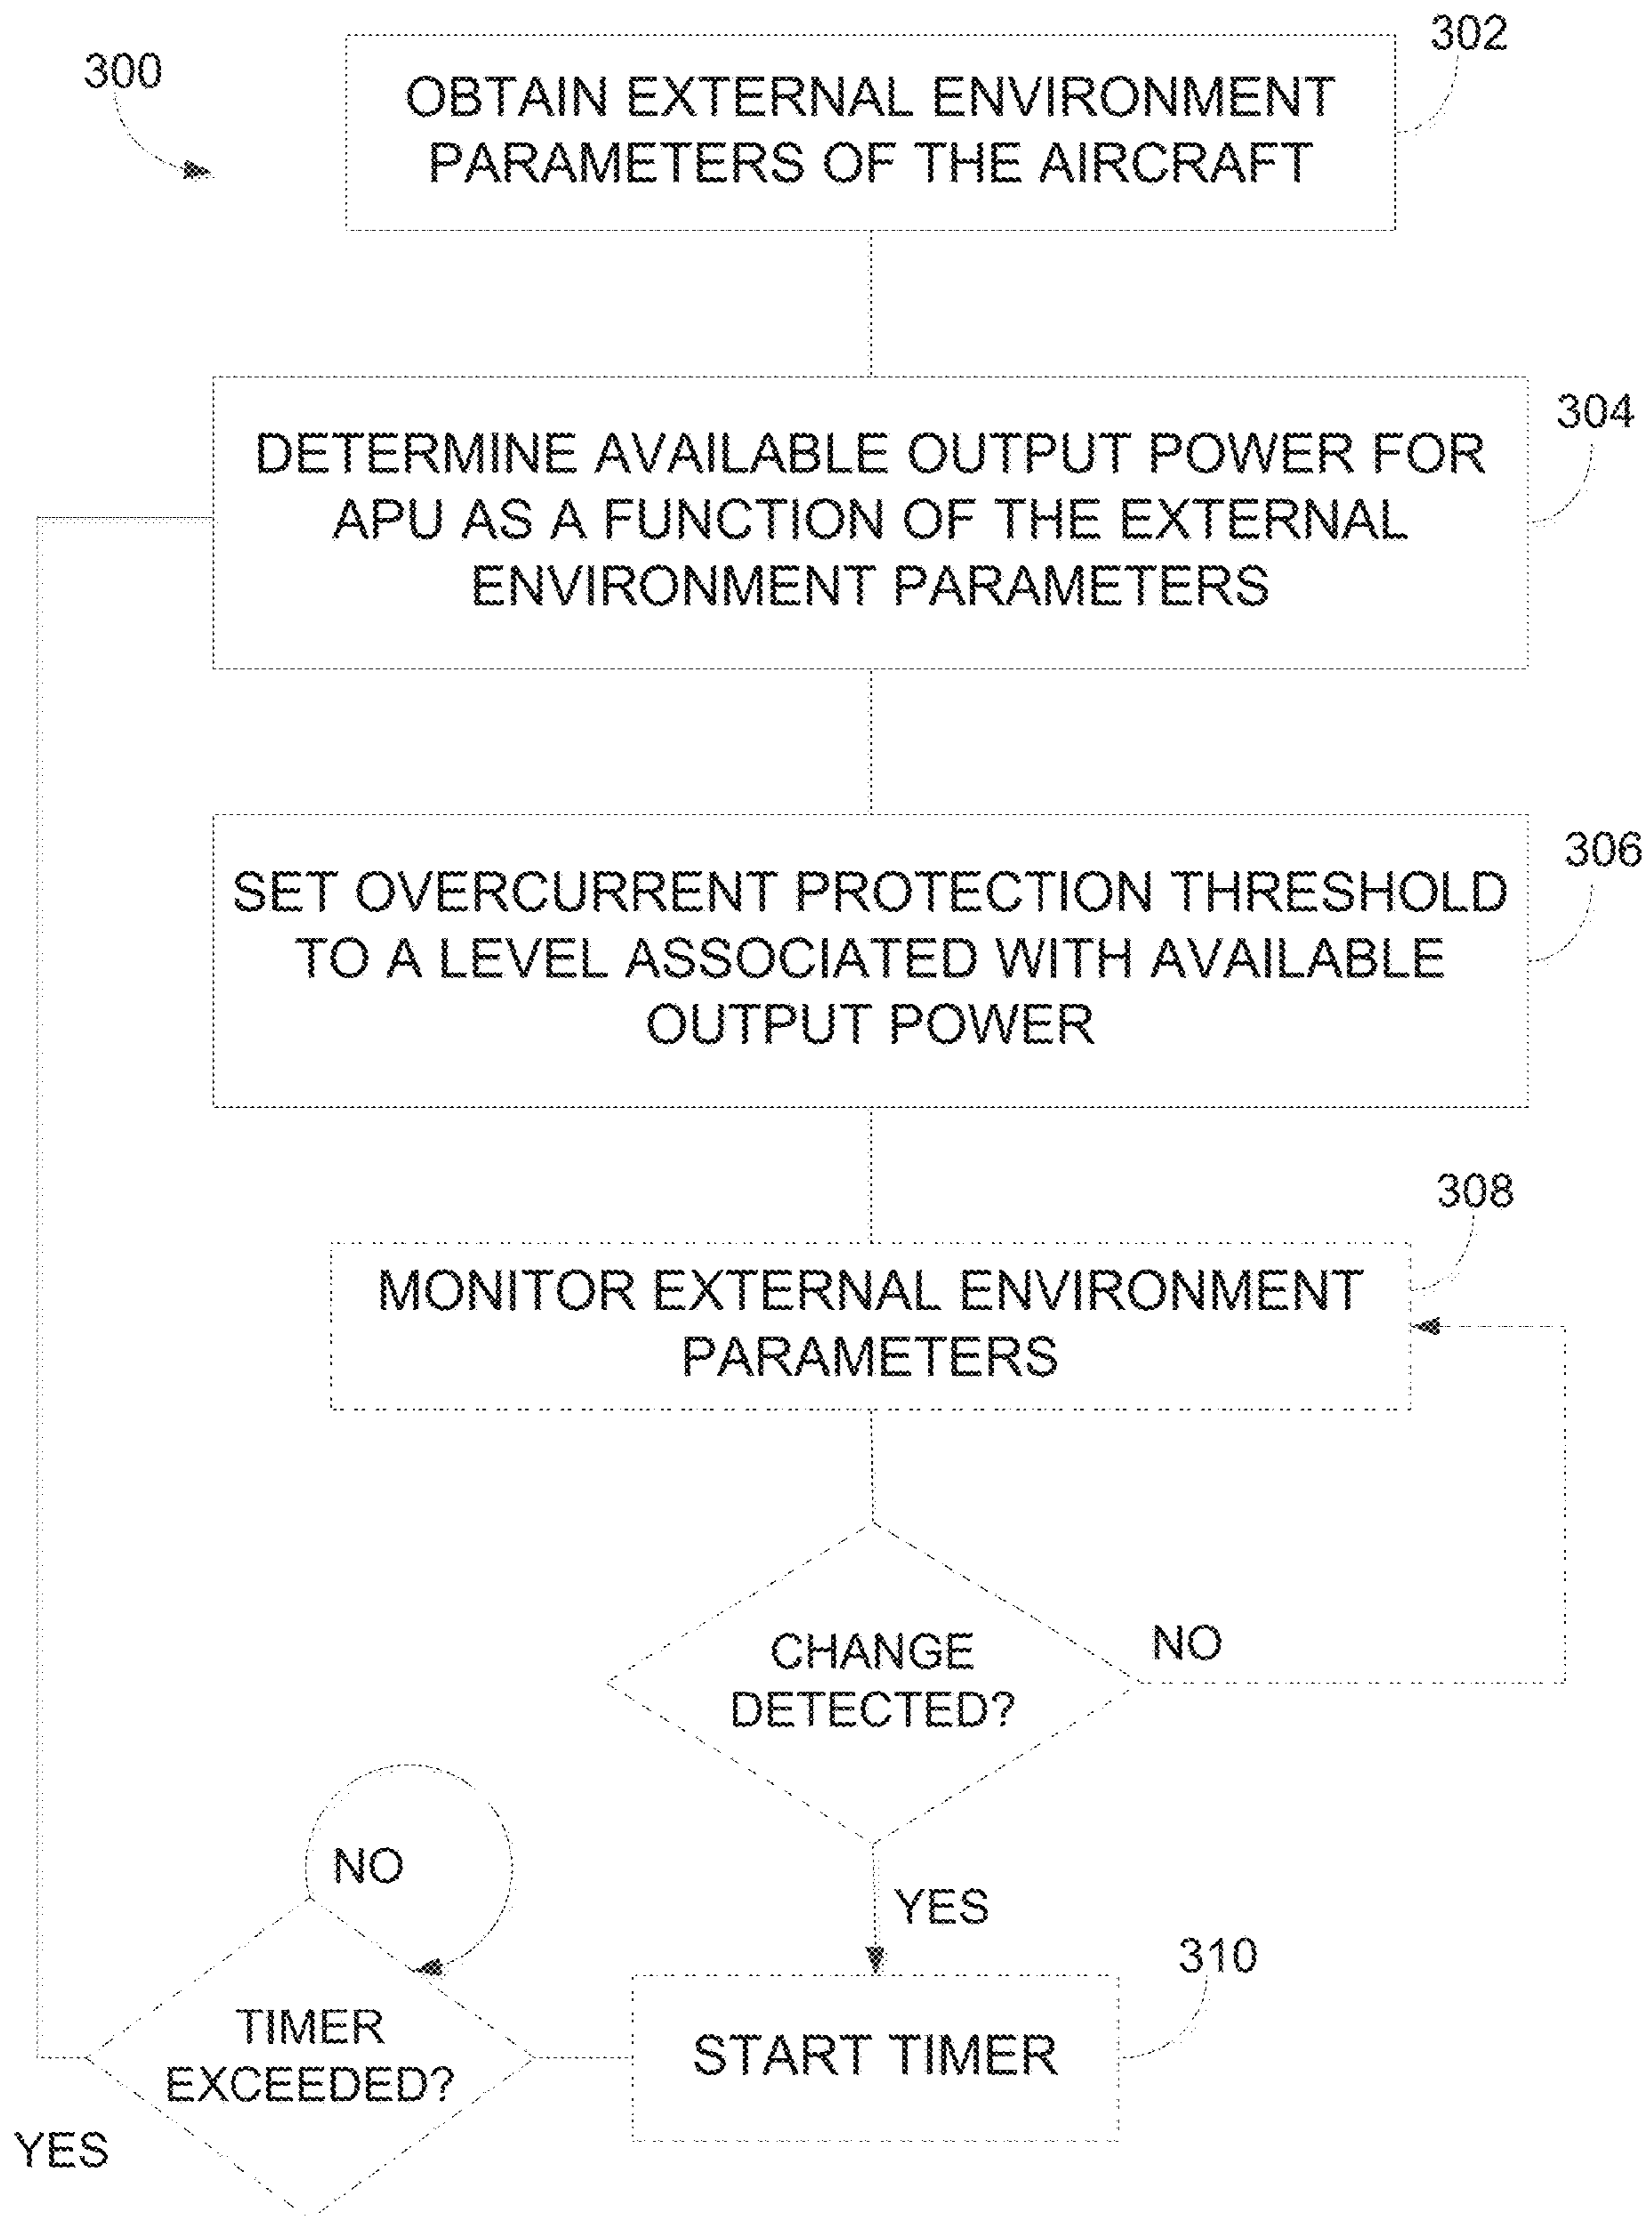 300
302
OBTAIN EXTERNAL ENVIRONMENT
PARAMETERS OF THE AIRCRAFT
304
DETERMINE AVAILABLE OUTPUT POWER FOR
APU AS A FUNCTION OF THE EXTERNAL
ENVIRONMENT PARAMETERS
306
SET OVERCURRENT PROTECTION THRESHOLD
TO A LEVEL ASSOCIATED WITH AVAILABLE
OUTPUT POWER
308
MONITOR EXTERNAL ENVIRONMENT
PARAMETERS
CHANGE
DETECTED?
NO
YES
310
START TIMER
NO
TIMER
EXCEEDED?
YES